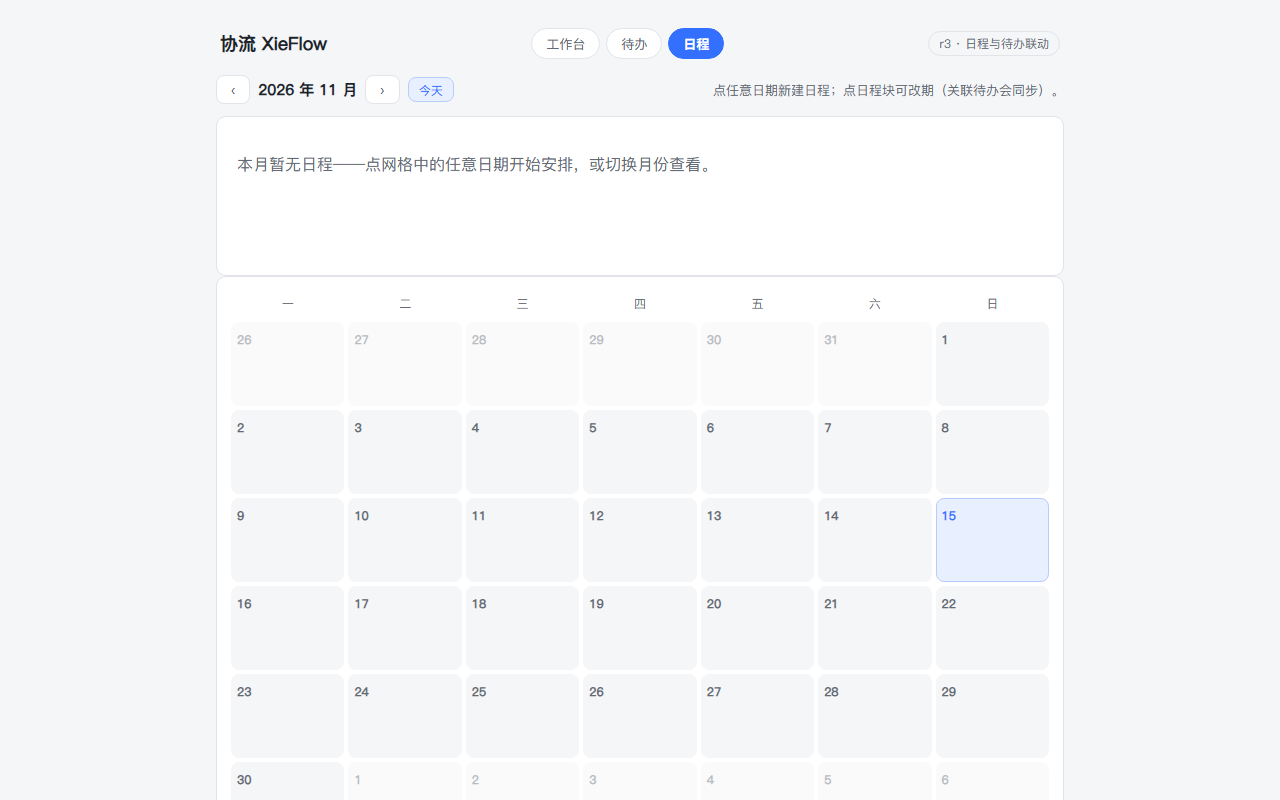 协流 XieFlow 工作台 待办 日程 r3 · 日程与待办联动
‹ 2026 年 11 月 › 今天 点任意日期新建日程；点日程块可改期（关联待办会同步）。
本月暂无日程——点网格中的任意日期开始安排，或切换月份查看。
一 二 三 四 五 六 日
26 27 28 29 30 31 1
2 3 4 5 6 7 8
9 10 11 12 13 14 15
16 17 18 19 20 21 22
23 24 25 26 27 28 29
30 1 2 3 4 5 6